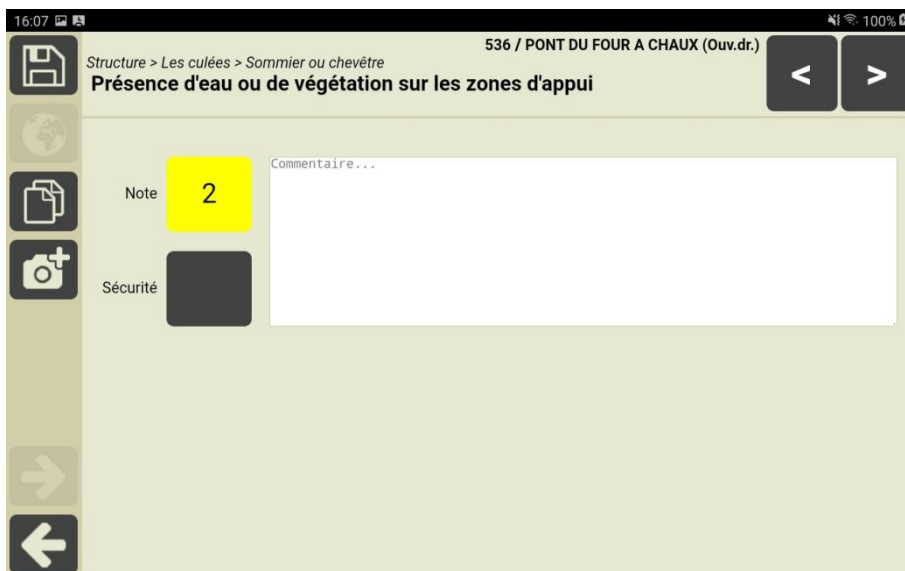 16:07 100%
536 / PONT DU FOUR A CHAUX (Ouv.dr.)
Structure > Les culées > Sommier ou chevêtre
Présence d'eau ou de végétation sur les zones d'appui
< >
Commentaire...
Note 2
Sécurité